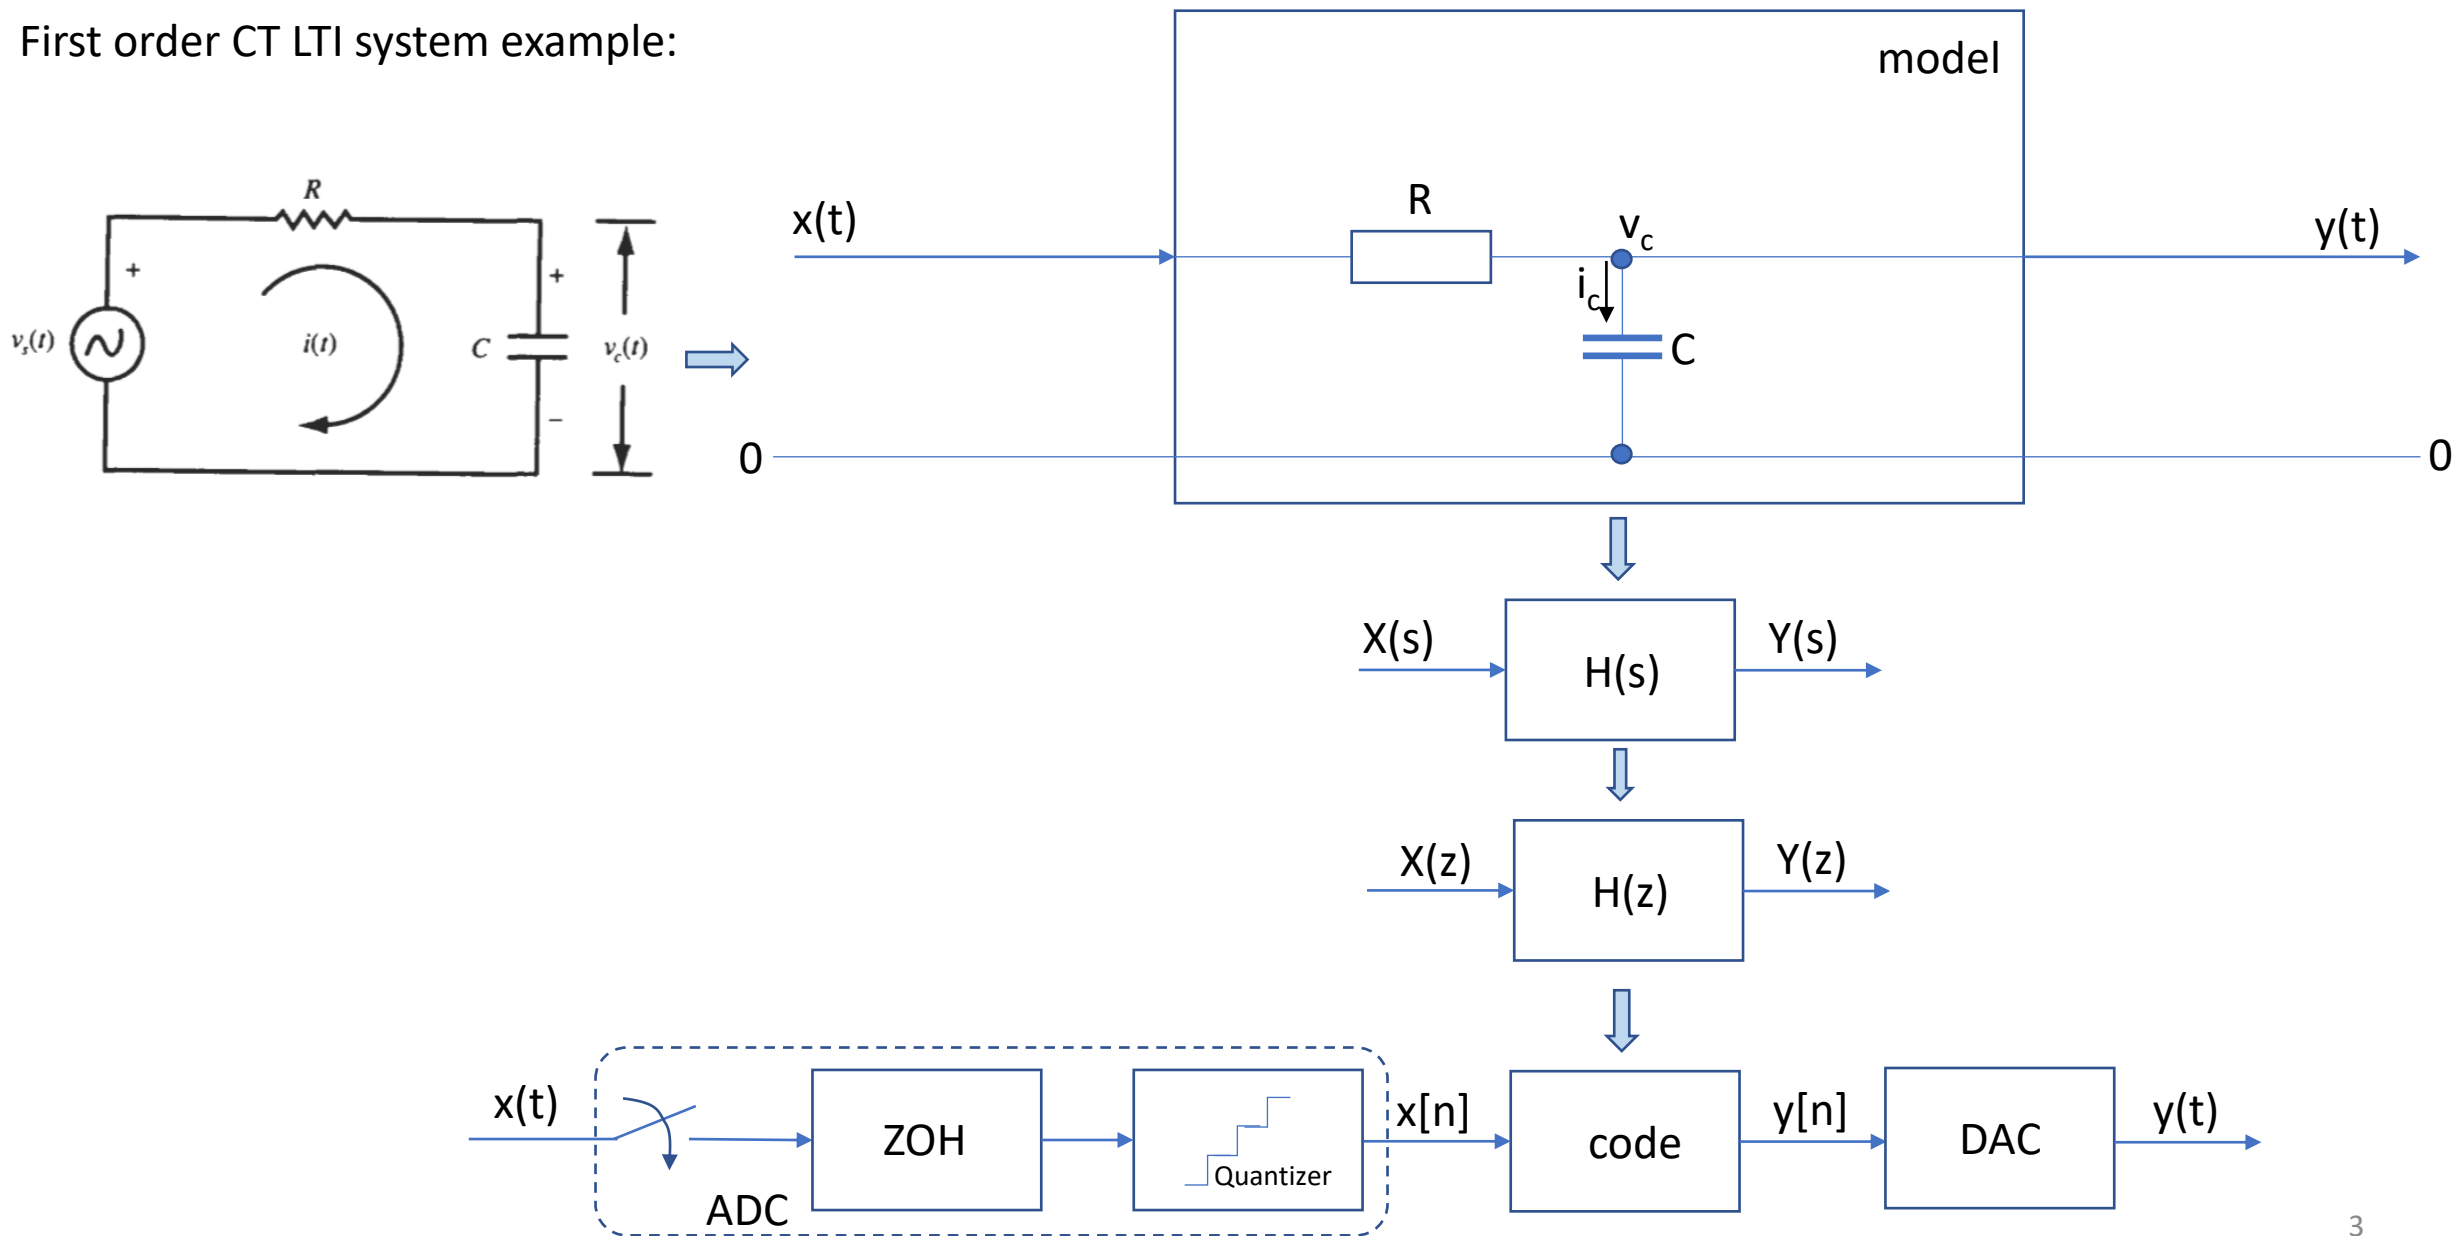 First order CT LTI system example:
model
R
+
+
v_s(t)
i(t)
C
v_c(t)
−
x(t)
R
v_c
i_c
C
y(t)
0
0
X(s)
H(s)
Y(s)
X(z)
H(z)
Y(z)
x(t)
ADC
ZOH
Quantizer
x[n]
code
y[n]
DAC
y(t)
3